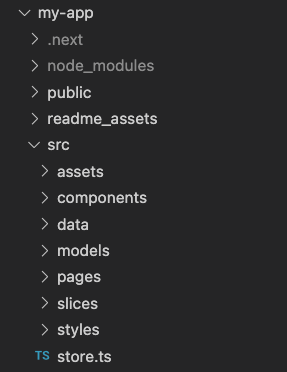 my-app
.next
node_modules
public
readme_assets
src
assets
components
data
models
pages
slices
styles
TS store.ts